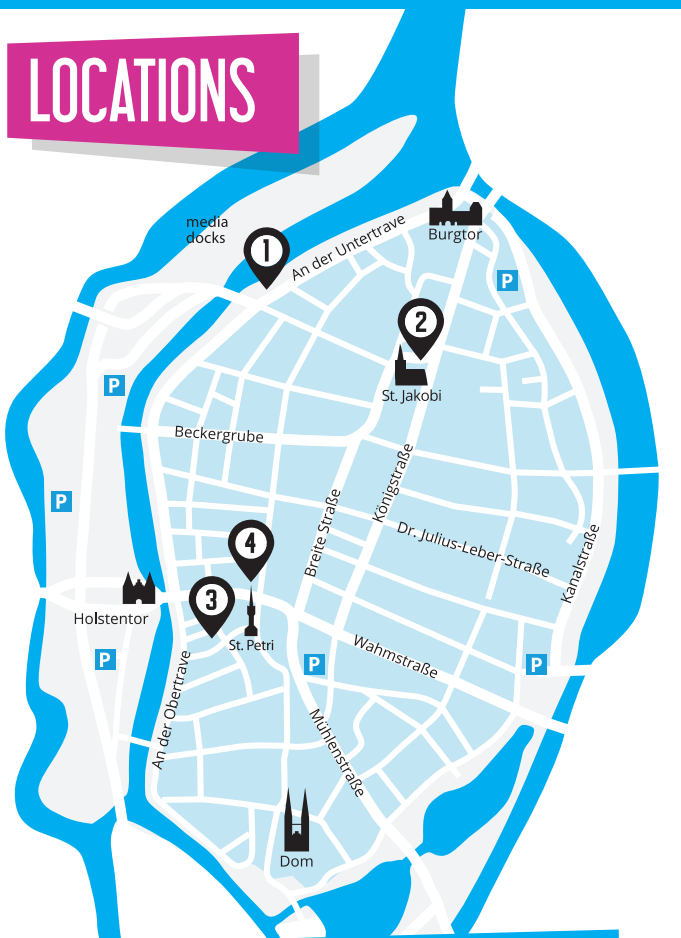 LOCATIONS
media
docks
1
An der Untertrave
Burgtor
P
2
St. Jakobi
P
Beckergrube
Königstraße
Breite Straße
P
Dr. Julius-Leber-Straße
Kanalstraße
4
3
Holstentor
St. Petri
P
P
Wahmstraße
P
An der Obertrave
Mühlenstraße
Dom